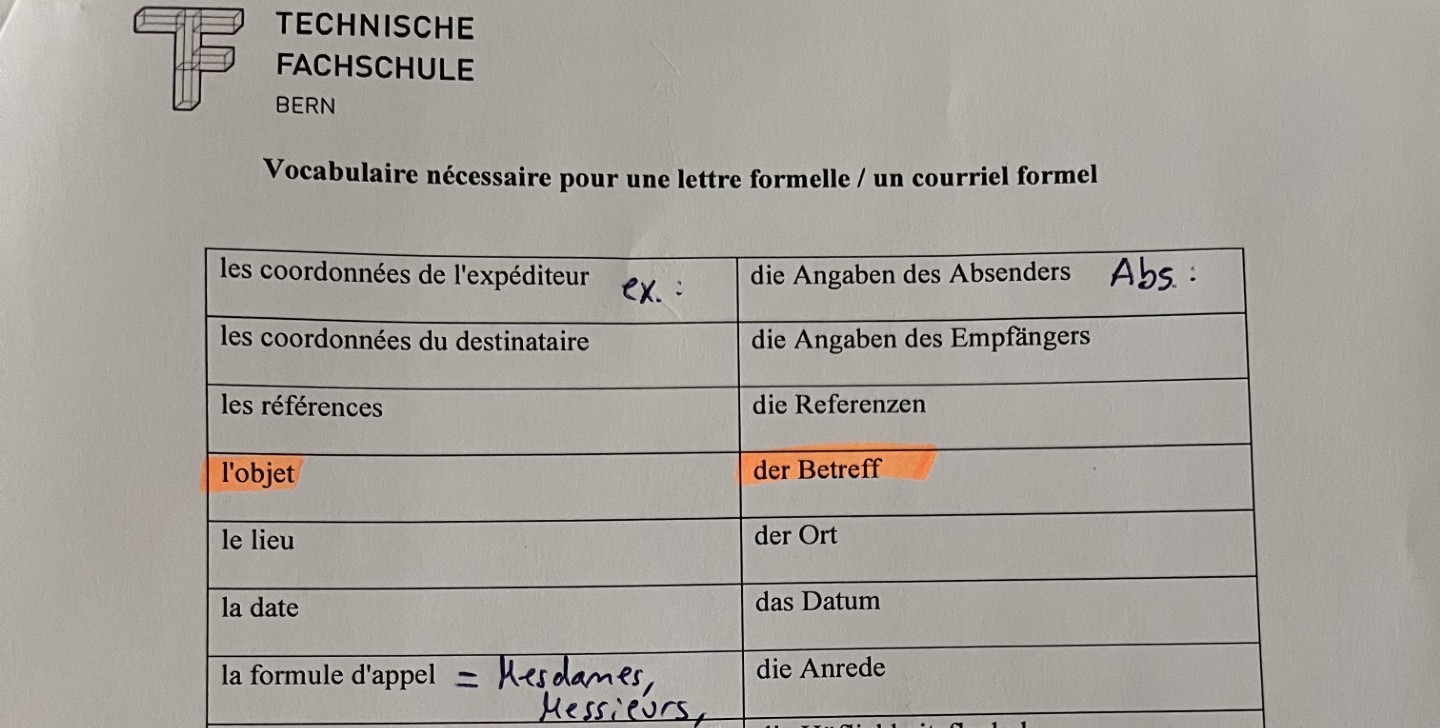 TECHNISCHE
FACHSCHULE
BERN
Vocabulaire nécessaire pour une lettre formelle / un courriel formel
les coordonnées de l'expéditeur ex. : die Angaben des Absenders Abs. :
les coordonnées du destinataire die Angaben des Empfängers
les références die Referenzen
l'objet der Betreff
le lieu der Ort
la date das Datum
la formule d'appel = Mesdames, die Anrede
Messieurs,